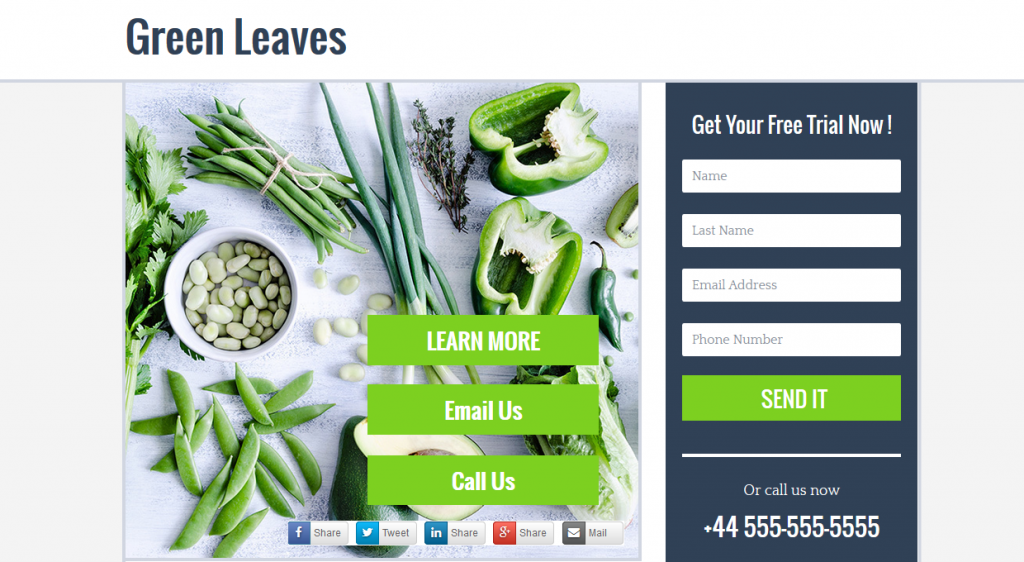 Green Leaves
LEARN MORE
Email Us
Call Us
f Share
Tweet
in Share
g+ Share
Mail
Get Your Free Trial Now !
Name
Last Name
Email Address
Phone Number
SEND IT
Or call us now
+44 555-555-5555